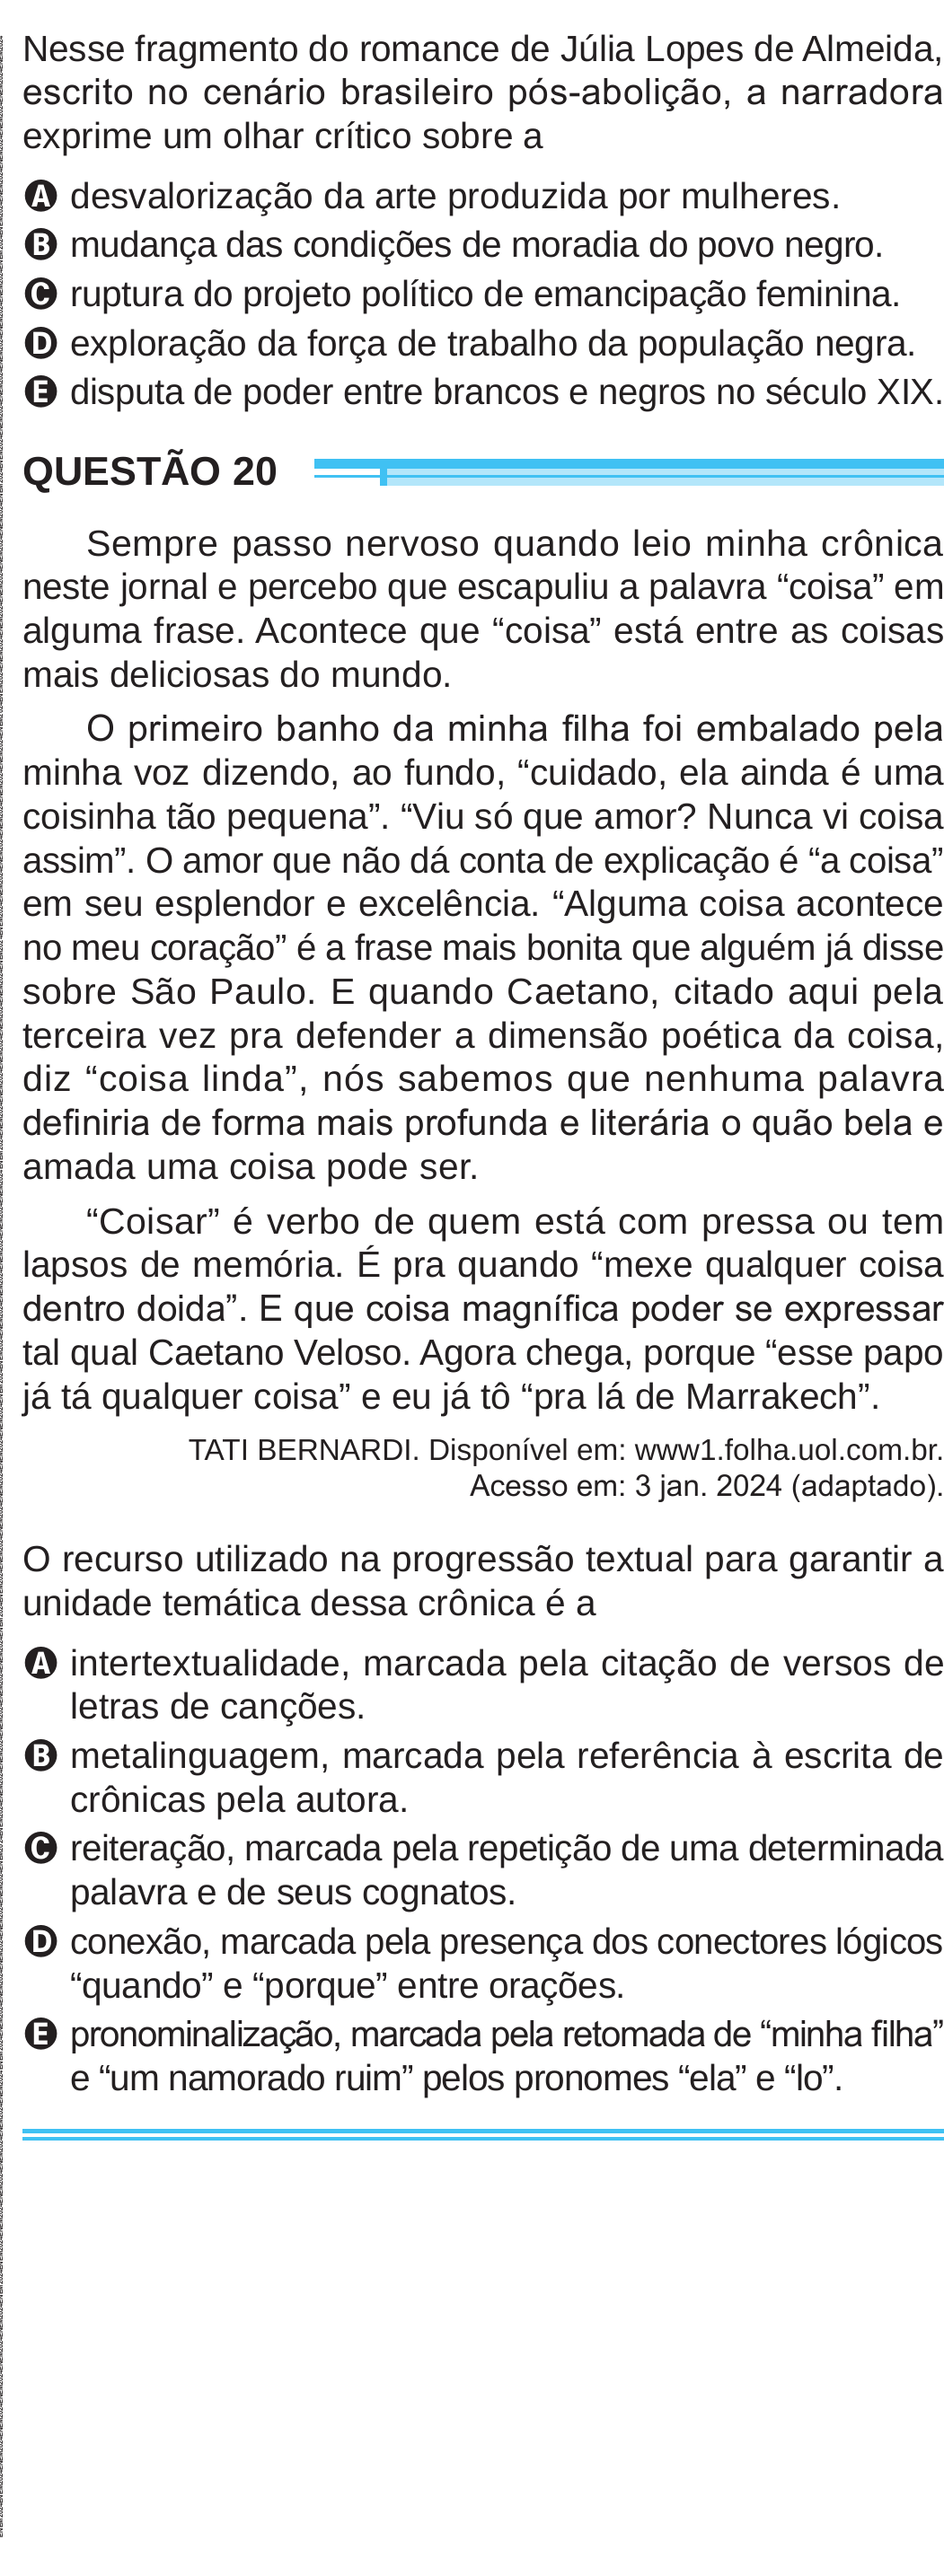 Nesse fragmento do romance de Júlia Lopes de Almeida,
escrito no cenário brasileiro pós-abolição, a narradora
exprime um olhar crítico sobre a
A desvalorização da arte produzida por mulheres.
B mudança das condições de moradia do povo negro.
C ruptura do projeto político de emancipação feminina.
D exploração da força de trabalho da população negra.
E disputa de poder entre brancos e negros no século XIX.
QUESTÃO 20
Sempre passo nervoso quando leio minha crônica
neste jornal e percebo que escapuliu a palavra “coisa” em
alguma frase. Acontece que “coisa” está entre as coisas
mais deliciosas do mundo.
O primeiro banho da minha filha foi embalado pela
minha voz dizendo, ao fundo, “cuidado, ela ainda é uma
coisinha tão pequena”. “Viu só que amor? Nunca vi coisa
assim”. O amor que não dá conta de explicação é “a coisa”
em seu esplendor e excelência. “Alguma coisa acontece
no meu coração” é a frase mais bonita que alguém já disse
sobre São Paulo. E quando Caetano, citado aqui pela
terceira vez pra defender a dimensão poética da coisa,
diz “coisa linda”, nós sabemos que nenhuma palavra
definiria de forma mais profunda e literária o quão bela e
amada uma coisa pode ser.
“Coisar” é verbo de quem está com pressa ou tem
lapsos de memória. É pra quando “mexe qualquer coisa
dentro doida”. E que coisa magnífica poder se expressar
tal qual Caetano Veloso. Agora chega, porque “esse papo
já tá qualquer coisa” e eu já tô “pra lá de Marrakech”.
TATI BERNARDI. Disponível em: www1.folha.uol.com.br.
Acesso em: 3 jan. 2024 (adaptado).
O recurso utilizado na progressão textual para garantir a
unidade temática dessa crônica é a
A intertextualidade, marcada pela citação de versos de
letras de canções.
B metalinguagem, marcada pela referência à escrita de
crônicas pela autora.
C reiteração, marcada pela repetição de uma determinada
palavra e de seus cognatos.
D conexão, marcada pela presença dos conectores lógicos
“quando” e “porque” entre orações.
E pronominalização, marcada pela retomada de “minha filha”
e “um namorado ruim” pelos pronomes “ela” e “lo”.